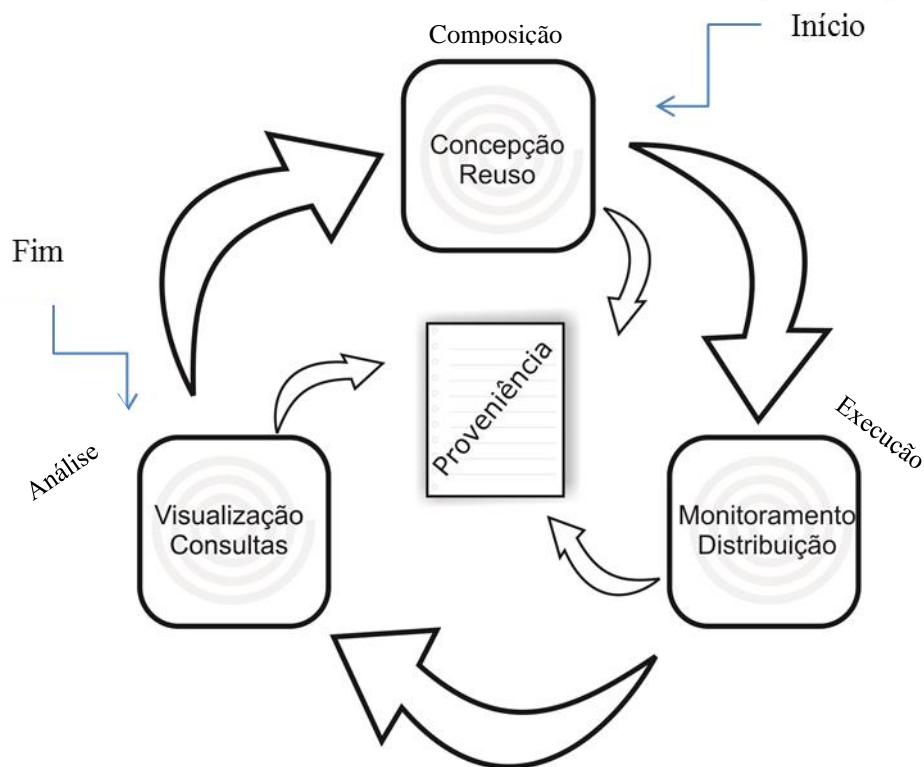 Composição
Início
Concepção
Reuso
Fim
Proveniência
Execução
Análise
Visualização
Consultas
Monitoramento
Distribuição